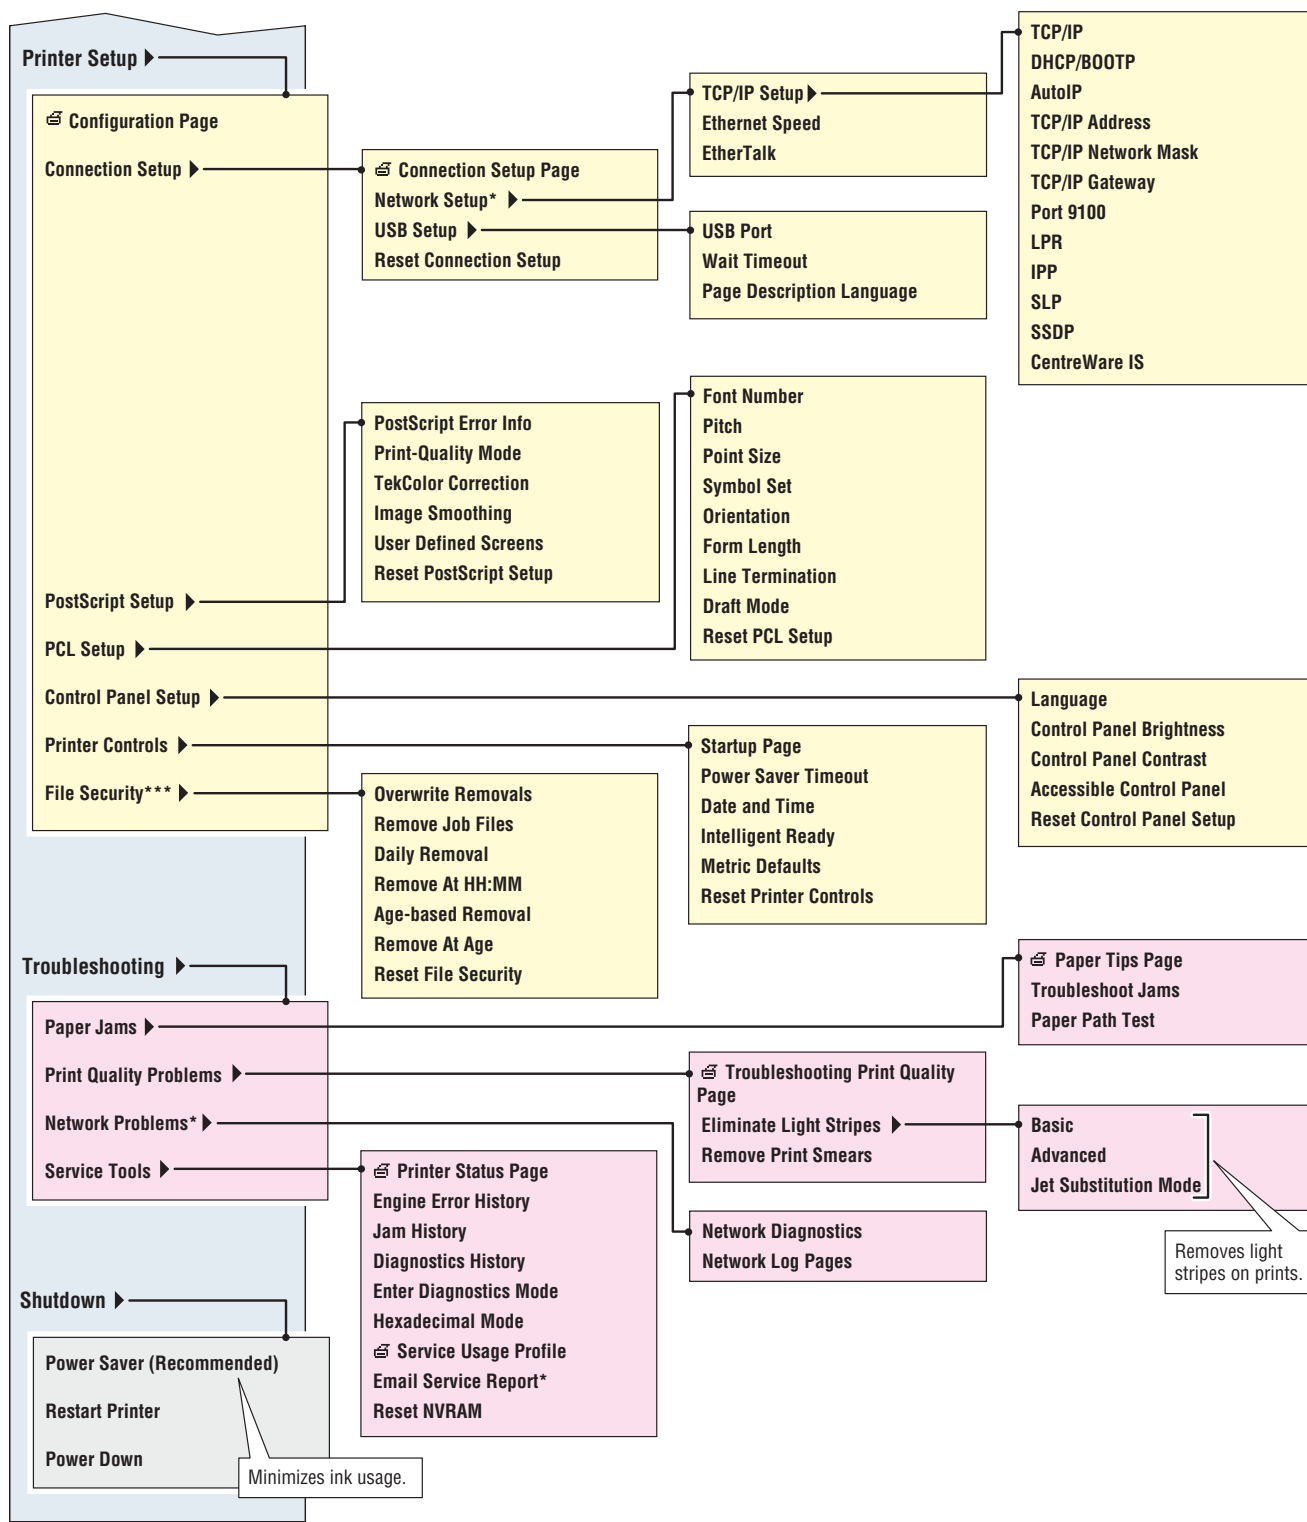 Printer Setup
Configuration Page
Connection Setup
Connection Setup Page
Network Setup*
USB Setup
Reset Connection Setup
TCP/IP Setup
Ethernet Speed
EtherTalk
TCP/IP
DHCP/BOOTP
AutoIP
TCP/IP Address
TCP/IP Network Mask
TCP/IP Gateway
Port 9100
LPR
IPP
SLP
SSDP
CentreWare IS
USB Port
Wait Timeout
Page Description Language
PostScript Setup
PostScript Error Info
Print-Quality Mode
TekColor Correction
Image Smoothing
User Defined Screens
Reset PostScript Setup
PCL Setup
Font Number
Pitch
Point Size
Symbol Set
Orientation
Form Length
Line Termination
Draft Mode
Reset PCL Setup
Control Panel Setup
Language
Control Panel Brightness
Control Panel Contrast
Accessible Control Panel
Reset Control Panel Setup
Printer Controls
Startup Page
Power Saver Timeout
Date and Time
Intelligent Ready
Metric Defaults
Reset Printer Controls
File Security***
Overwrite Removals
Remove Job Files
Daily Removal
Remove At HH:MM
Age-based Removal
Remove At Age
Reset File Security
Troubleshooting
Paper Jams
Paper Tips Page
Troubleshoot Jams
Paper Path Test
Print Quality Problems
Troubleshooting Print Quality
Page
Eliminate Light Stripes
Remove Print Smears
Basic
Advanced
Jet Substitution Mode
Removes light
stripes on prints.
Network Problems*
Network Diagnostics
Network Log Pages
Service Tools
Printer Status Page
Engine Error History
Jam History
Diagnostics History
Enter Diagnostics Mode
Hexadecimal Mode
Service Usage Profile
Email Service Report*
Reset NVRAM
Shutdown
Power Saver (Recommended)
Restart Printer
Power Down
Minimizes ink usage.